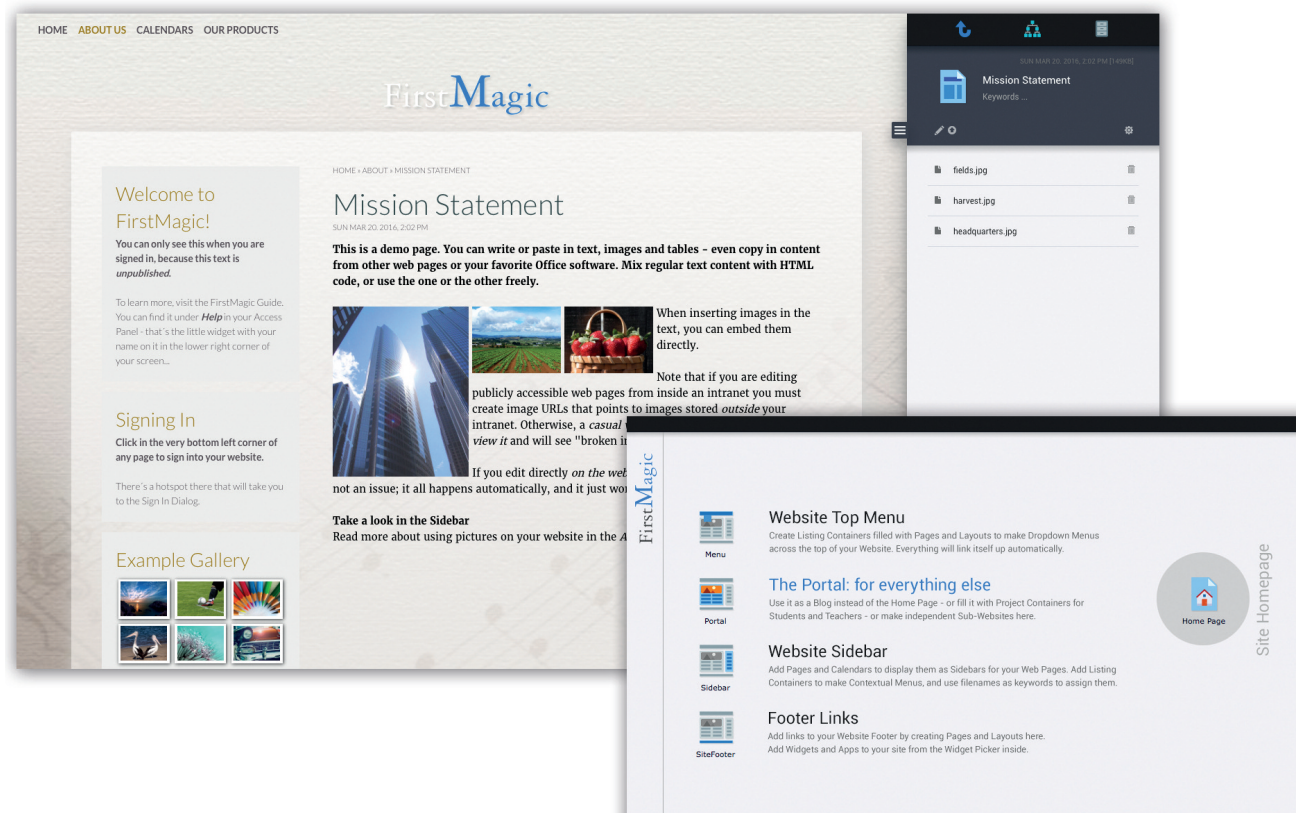 HOME ABOUT US CALENDARS OUR PRODUCTS
FirstMagic
Welcome to
FirstMagic!
You can only see this when you are
signed in, because this text is
unpublished.
To learn more, visit the FirstMagic Guide.
You can find it under Help in your Access
Panel - that´s the little widget with your
name on it in the lower right corner of
your screen...
Signing In
Click in the very bottom left corner of
any page to sign into your website.
There´s a hotspot there that will take you
to the Sign In Dialog.
Example Gallery
HOME » ABOUT » MISSION STATEMENT
Mission Statement
SUN MAR 20. 2016, 2:02 PM
This is a demo page. You can write or paste in text, images and tables – even copy in content
from other web pages or your favorite Office software. Mix regular text content with HTML
code, or use the one or the other freely.
When inserting images in the
text, you can embed them
directly.
Note that if you are editing
publicly accessible web pages from inside an intranet you must
create image URLs that points to images stored outside your
intranet. Otherwise, a casual
view it and will see "broken
If you edit directly on the web
not an issue; it all happens automatically, and it just
Take a look in the Sidebar
Read more about using pictures on your website in the
SUN MAR 20. 2016, 2:02 PM [149KB]
Mission Statement
Keywords ...
fields.jpg
harvest.jpg
headquarters.jpg
FirstMagic
Menu
Website Top Menu
Create Listing Containers filled with Pages and Layouts to make Dropdown Menus
across the top of your Website. Everything will link itself up automatically.
Portal
The Portal: for everything else
Use it as a Blog instead of the Home Page - or fill it with Project Containers for
Students and Teachers - or make independent Sub-Websites here.
Sidebar
Website Sidebar
Add Pages and Calendars to display them as Sidebars for your Web Pages. Add Listing
Containers to make Contextual Menus, and use filenames as keywords to assign them.
SiteFooter
Footer Links
Add links to your Website Footer by creating Pages and Layouts here.
Add Widgets and Apps to your site from the Widget Picker inside.
Home Page
Site Homepage